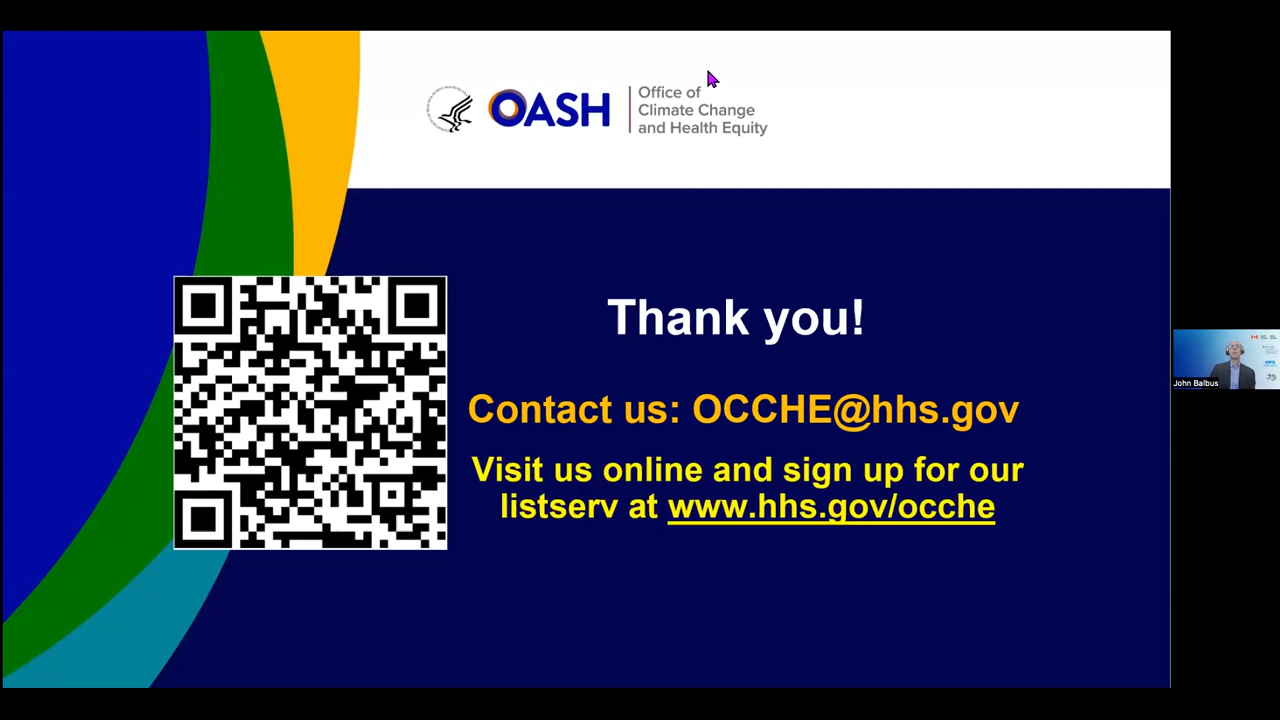 OASH
Office of
Climate Change
and Health Equity
Thank you!
Contact us: OCCHE@hhs.gov
Visit us online and sign up for our
listserv at www.hhs.gov/ocche
John Balbus